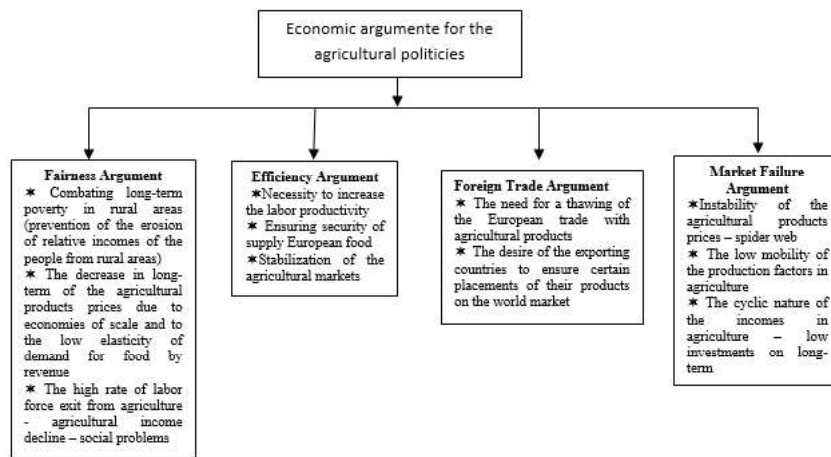 Economic argumente for the
agricultural politicies
Fairness Argument
✶ Combating long-term
poverty in rural areas
(prevention of the erosion
of relative incomes of the
people from rural areas)
✶ The decrease in long-
term of the agricultural
products prices due to
economies of scale and to
the low elasticity of
demand for food by
revenue
✶ The high rate of labor
force exit from agriculture
- agricultural income
decline – social problems
Efficiency Argument
✶Necessity to increase
the labor productivity
✶ Ensuring security of
supply European food
✶Stabilization of the
agricultural markets
Foreign Trade Argument
✶ The need for a thawing of
the European trade with
agricultural products
✶ The desire of the exporting
countries to ensure certain
placements of their products
on the world market
Market Failure
Argument
✶Instability of the
agricultural products
prices – spider web
✶ The low mobility of
the production factors in
agriculture
✶ The cyclic nature of
the incomes in
agriculture – low
investments on long-
term